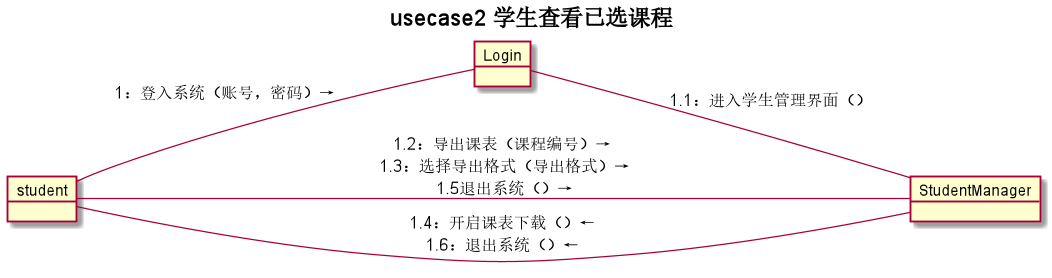 usecase2 学生查看已选课程
Login
1：登入系统（账号，密码）→
1.1：进入学生管理界面（）
1.2：导出课表（课程编号）→
1.3：选择导出格式（导出格式）→
1.5退出系统（）→
student
StudentManager
1.4：开启课表下载（）←
1.6：退出系统（）←